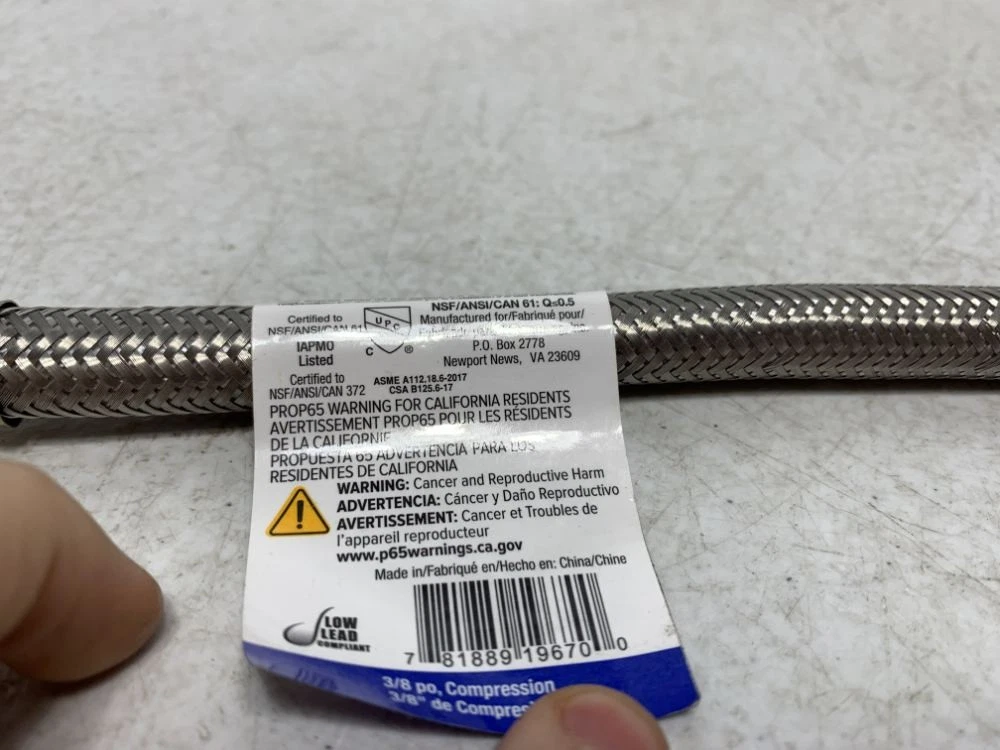 Certified to
NSF/ANSI/CAN 61
IAPMO
Listed
UPC
C ®
NSF/ANSI/CAN 61: Q≤0.5
Manufactured for/Fabriqué pour/
P.O. Box 2778
Newport News, VA 23609
Certified to
NSF/ANSI/CAN 372
ASME A112.18.6-2017
CSA B125.6-17
PROP65 WARNING FOR CALIFORNIA RESIDENTS
AVERTISSEMENT PROP65 POUR LES RÉSIDENTS
DE LA CALIFORNIE
PROPUESTA 65 ADVERTENCIA PARA LOS
RESIDENTES DE CALIFORNIA
WARNING: Cancer and Reproductive Harm
ADVERTENCIA: Cáncer y Daño Reproductivo
AVERTISSEMENT: Cancer et Troubles de
l'appareil reproducteur
www.p65warnings.ca.gov
Made in/Fabriqué en/Hecho en: China/Chine
LOW
LEAD
COMPLIANT
7 81889 19670 0
3/8 po, Compression
3/8" de Compres